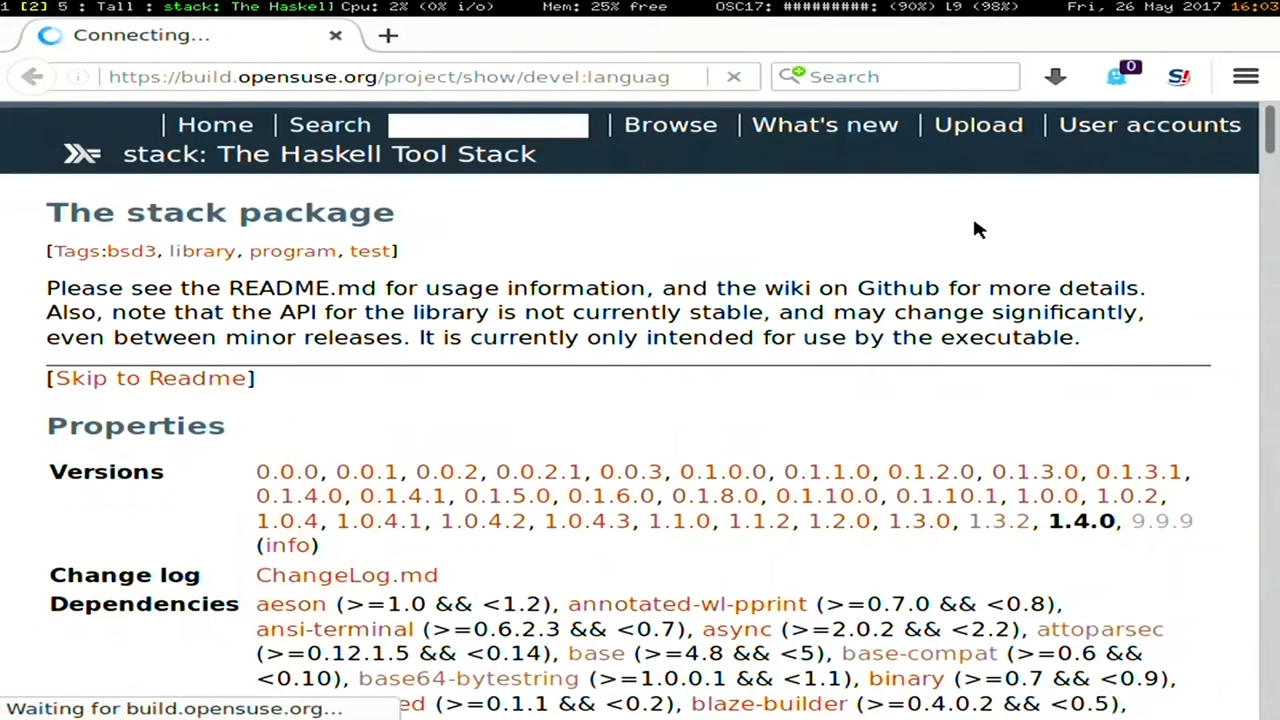 1 [2] 5 : Tall : stack: The Haskell Cpu: 2% (0% i/o) Mem: 25% free OSC17: #########: (90%) L9 (98%) Fri, 26 May 2017 16:03
Connecting...
https://build.opensuse.org/project/show/devel:languag
Search
0
S!
Home | Search | Browse | What's new | Upload | User accounts
stack: The Haskell Tool Stack
The stack package
[Tags:bsd3, library, program, test]
Please see the README.md for usage information, and the wiki on Github for more details.
Also, note that the API for the library is not currently stable, and may change significantly,
even between minor releases. It is currently only intended for use by the executable.
[Skip to Readme]
Properties
Versions 0.0.0, 0.0.1, 0.0.2, 0.0.2.1, 0.0.3, 0.1.0.0, 0.1.1.0, 0.1.2.0, 0.1.3.0, 0.1.3.1,
0.1.4.0, 0.1.4.1, 0.1.5.0, 0.1.6.0, 0.1.8.0, 0.1.10.0, 0.1.10.1, 1.0.0, 1.0.2,
1.0.4, 1.0.4.1, 1.0.4.2, 1.0.4.3, 1.1.0, 1.1.2, 1.2.0, 1.3.0, 1.3.2, 1.4.0, 9.9.9
(info)
Change log ChangeLog.md
Dependencies aeson (>=1.0 && <1.2), annotated-wl-pprint (>=0.7.0 && <0.8),
ansi-terminal (>=0.6.2.3 && <0.7), async (>=2.0.2 && <2.2), attoparsec
(>=0.12.1.5 && <0.14), base (>=4.8 && <5), base-compat (>=0.6 &&
<0.10), base64-bytestring (>=1.0.0.1 && <1.1), binary (>=0.7 && <0.9),
ed (>=0.1.1 && <0.2), blaze-builder (>=0.4.0.2 && <0.5),
Waiting for build.opensuse.org...